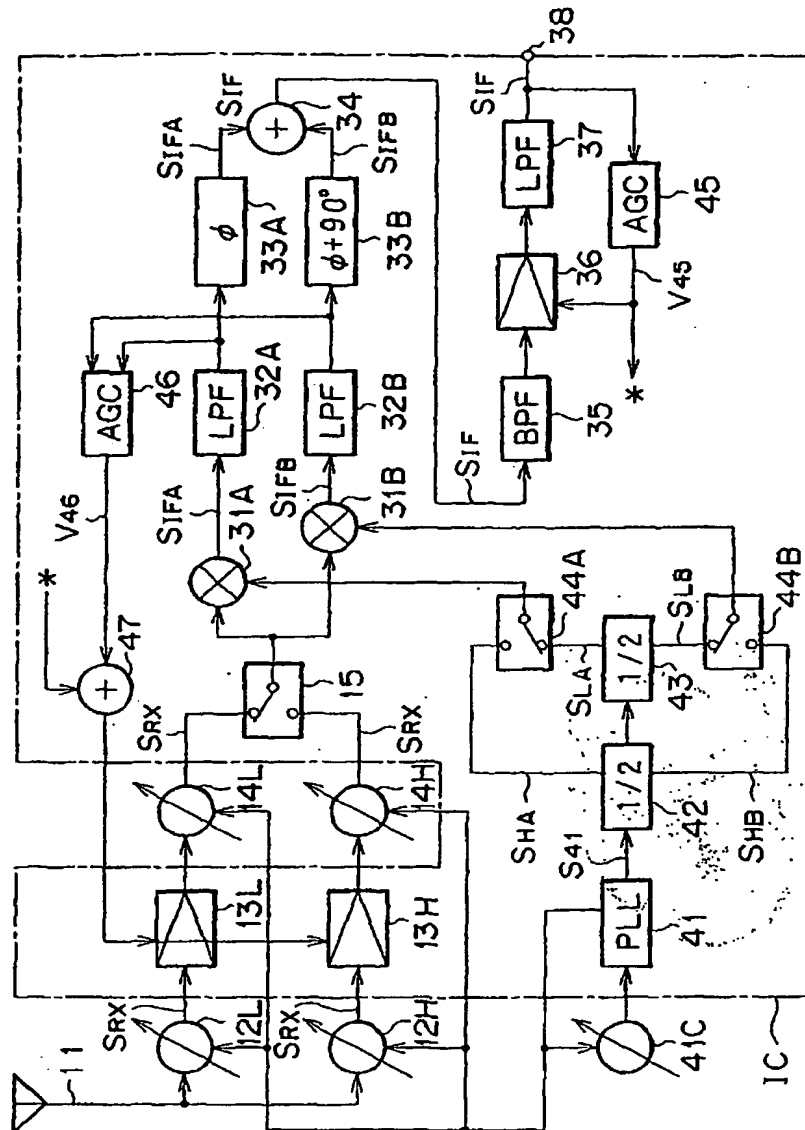 11
SRX
12L
SRX
12H
13L
13H
SRX
14L
SRX
14H
15
*
47
V46
AGC
46
SIFA
31A
SIFB
31B
LPF
32A
LPF
32B
φ
33A
φ+90°
33B
SIFA
SIF
34
SIFB
SIF
BPF
35
36
LPF
37
SIF
38
AGC
45
V45
*
41C
PLL
41
S41
1/2
42
SHA
SHB
1/2
43
SLA
SLB
44A
44B
IC